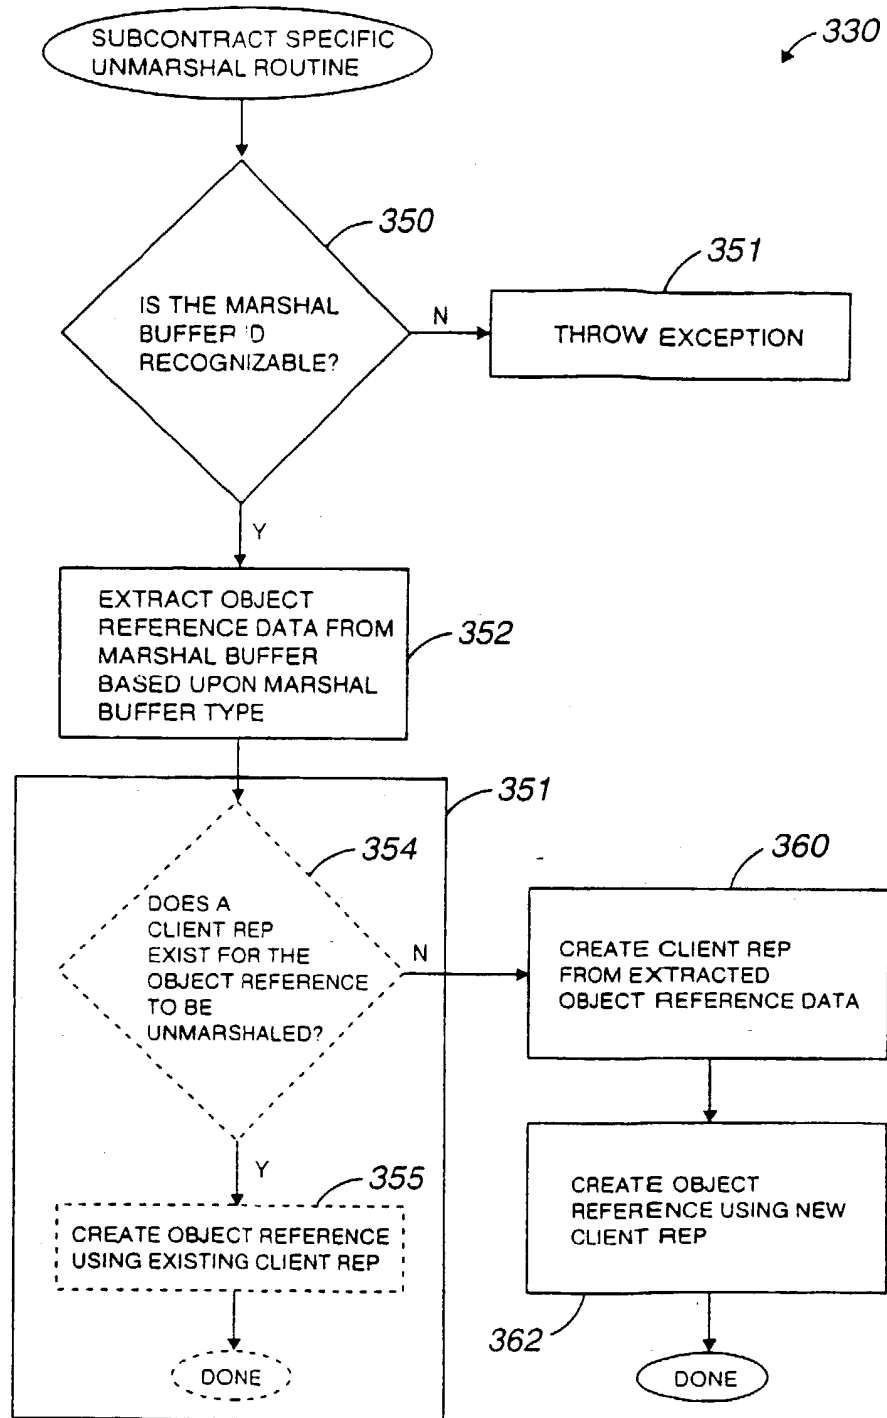 SUBCONTRACT SPECIFIC
UNMARSHAL ROUTINE
330
350
IS THE MARSHAL
BUFFER 'D
RECOGNIZABLE?
N
351
THROW EXCEPTION
Y
EXTRACT OBJECT
REFERENCE DATA FROM
MARSHAL BUFFER
BASED UPON MARSHAL
BUFFER TYPE
352
351
354
DOES A
CLIENT REP
EXIST FOR THE
OBJECT REFERENCE
TO BE
UNMARSHALED?
N
360
CREATE CLIENT REP
FROM EXTRACTED
OBJECT REFERENCE DATA
Y
355
CREATE OBJECT REFERENCE
USING EXISTING CLIENT REP
CREATE OBJECT
REFERENCE USING NEW
CLIENT REP
362
DONE
DONE